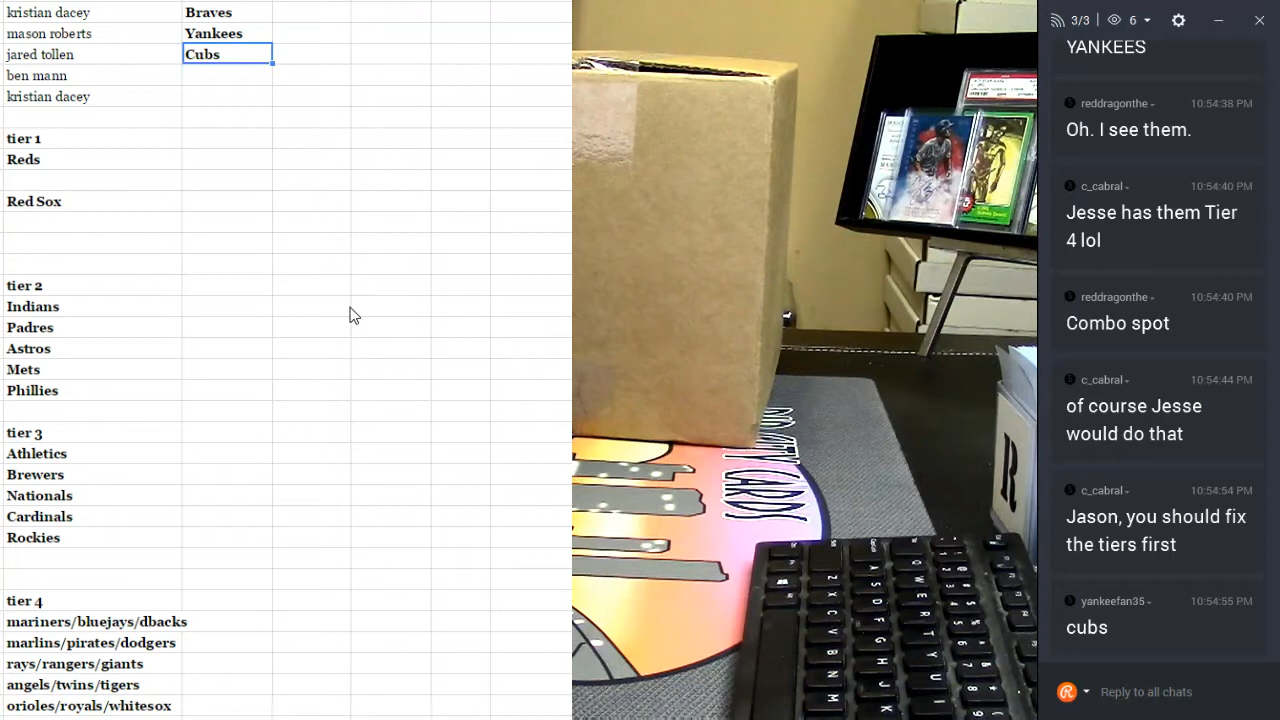 kristian dacey Braves
mason roberts Yankees
jared tollen Cubs
ben mann
kristian dacey
tier 1
Reds
Red Sox
tier 2
Indians
Padres
Astros
Mets
Phillies
tier 3
Athletics
Brewers
Nationals
Cardinals
Rockies
tier 4
mariners/bluejays/dbacks
marlins/pirates/dodgers
rays/rangers/giants
angels/twins/tigers
orioles/royals/whitesox
CARDS
R
3/3 6
YANKEES
reddragonthe 10:54:38 PM
Oh. I see them.
c_cabral 10:54:40 PM
Jesse has them Tier
4 lol
reddragonthe 10:54:40 PM
Combo spot
c_cabral 10:54:44 PM
of course Jesse
would do that
c_cabral 10:54:54 PM
Jason, you should fix
the tiers first
yankeefan35 10:54:55 PM
cubs
Reply to all chats